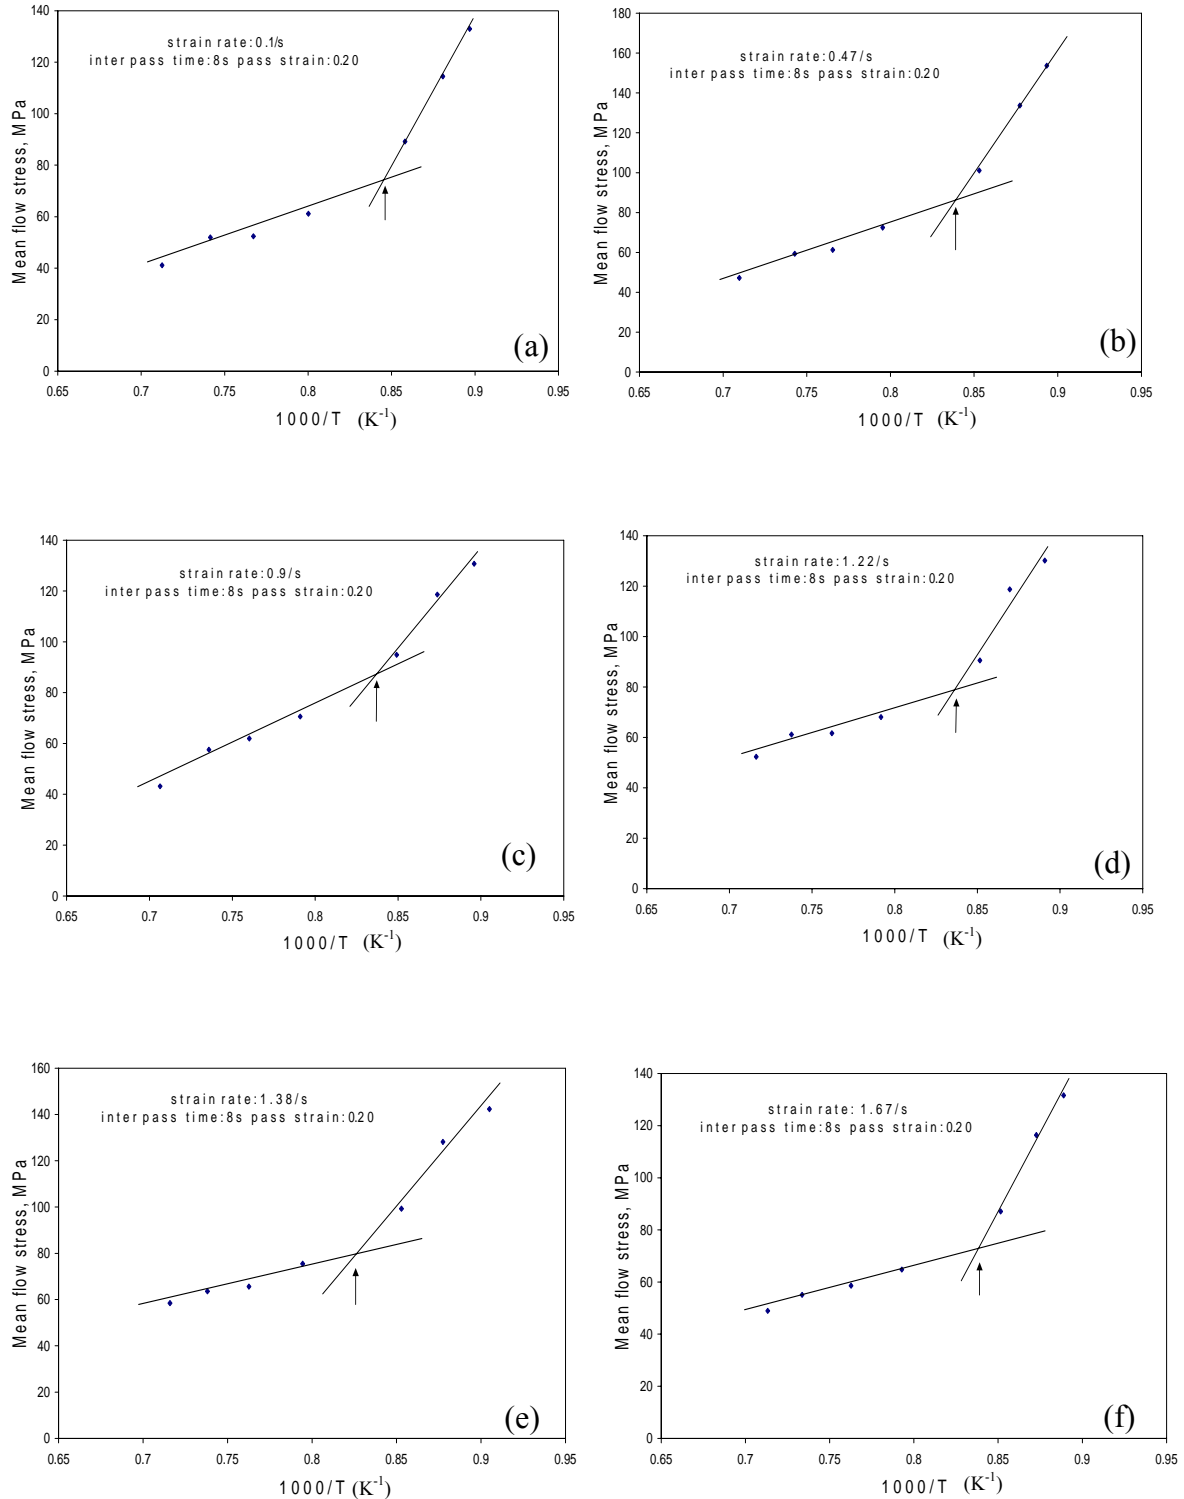 strain rate:0.1/s
inter pass time:8s pass strain:0.20
Mean flow stress, MPa
140
120
100
80
60
40
20
0
0.65 0.7 0.75 0.8 0.85 0.9 0.95
1000/T (K-1)
(a)
strain rate:0.47/s
inter pass time:8s pass strain:0.20
Mean flow stress, MPa
180
160
140
120
100
80
60
40
20
0
0.65 0.7 0.75 0.8 0.85 0.9 0.95
1000/T (K-1)
(b)
strain rate:0.9/s
inter pass time:8s pass strain:0.20
Mean flow stress, MPa
140
120
100
80
60
40
20
0
0.65 0.7 0.75 0.8 0.85 0.9 0.95
1000/T (K-1)
(c)
strain rate:1.22/s
inter pass time:8s pass strain:0.20
Mean flow stress, MPa
140
120
100
80
60
40
20
0
0.65 0.7 0.75 0.8 0.85 0.9 0.95
1000/T (K-1)
(d)
strain rate:1.38/s
inter pass time:8s pass strain:0.20
Mean flow stress, MPa
160
140
120
100
80
60
40
20
0
0.65 0.7 0.75 0.8 0.85 0.9 0.95
1000/T (K-1)
(e)
strain rate: 1.67/s
inter pass time:8s pass strain:0.20
Mean flow stress, MPa
140
120
100
80
60
40
20
0
0.65 0.7 0.75 0.8 0.85 0.9 0.95
1000/T (K-1)
(f)